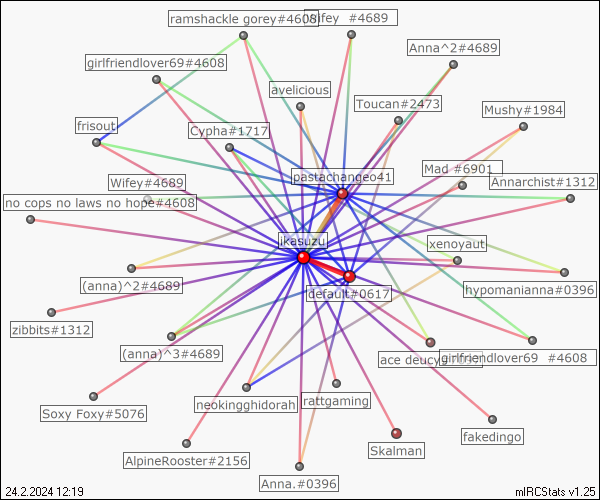 ramshackle gorey#4608
Wifey #4689
Anna^2#4689
girlfriendlover69#4608
avelicious
Toucan#2473
Mushy#1984
frisout
Cypha#1717
pastachangeo41
Mad #6901
Wifey#4689
Annarchist#1312
no cops no laws no hope#4608
ikasuzu
xenoyaut
(anna)^2#4689
default#0617
hypomanianna#0396
zibbits#1312
(anna)^3#4689
ace deucy
girlfriendlover69 #4608
Soxy Foxy#5076
neokingghidorah
rattgaming
fakedingo
Skalman
AlpineRooster#2156
Anna.#0396
24.2.2024 12:19
mIRCStats v1.25